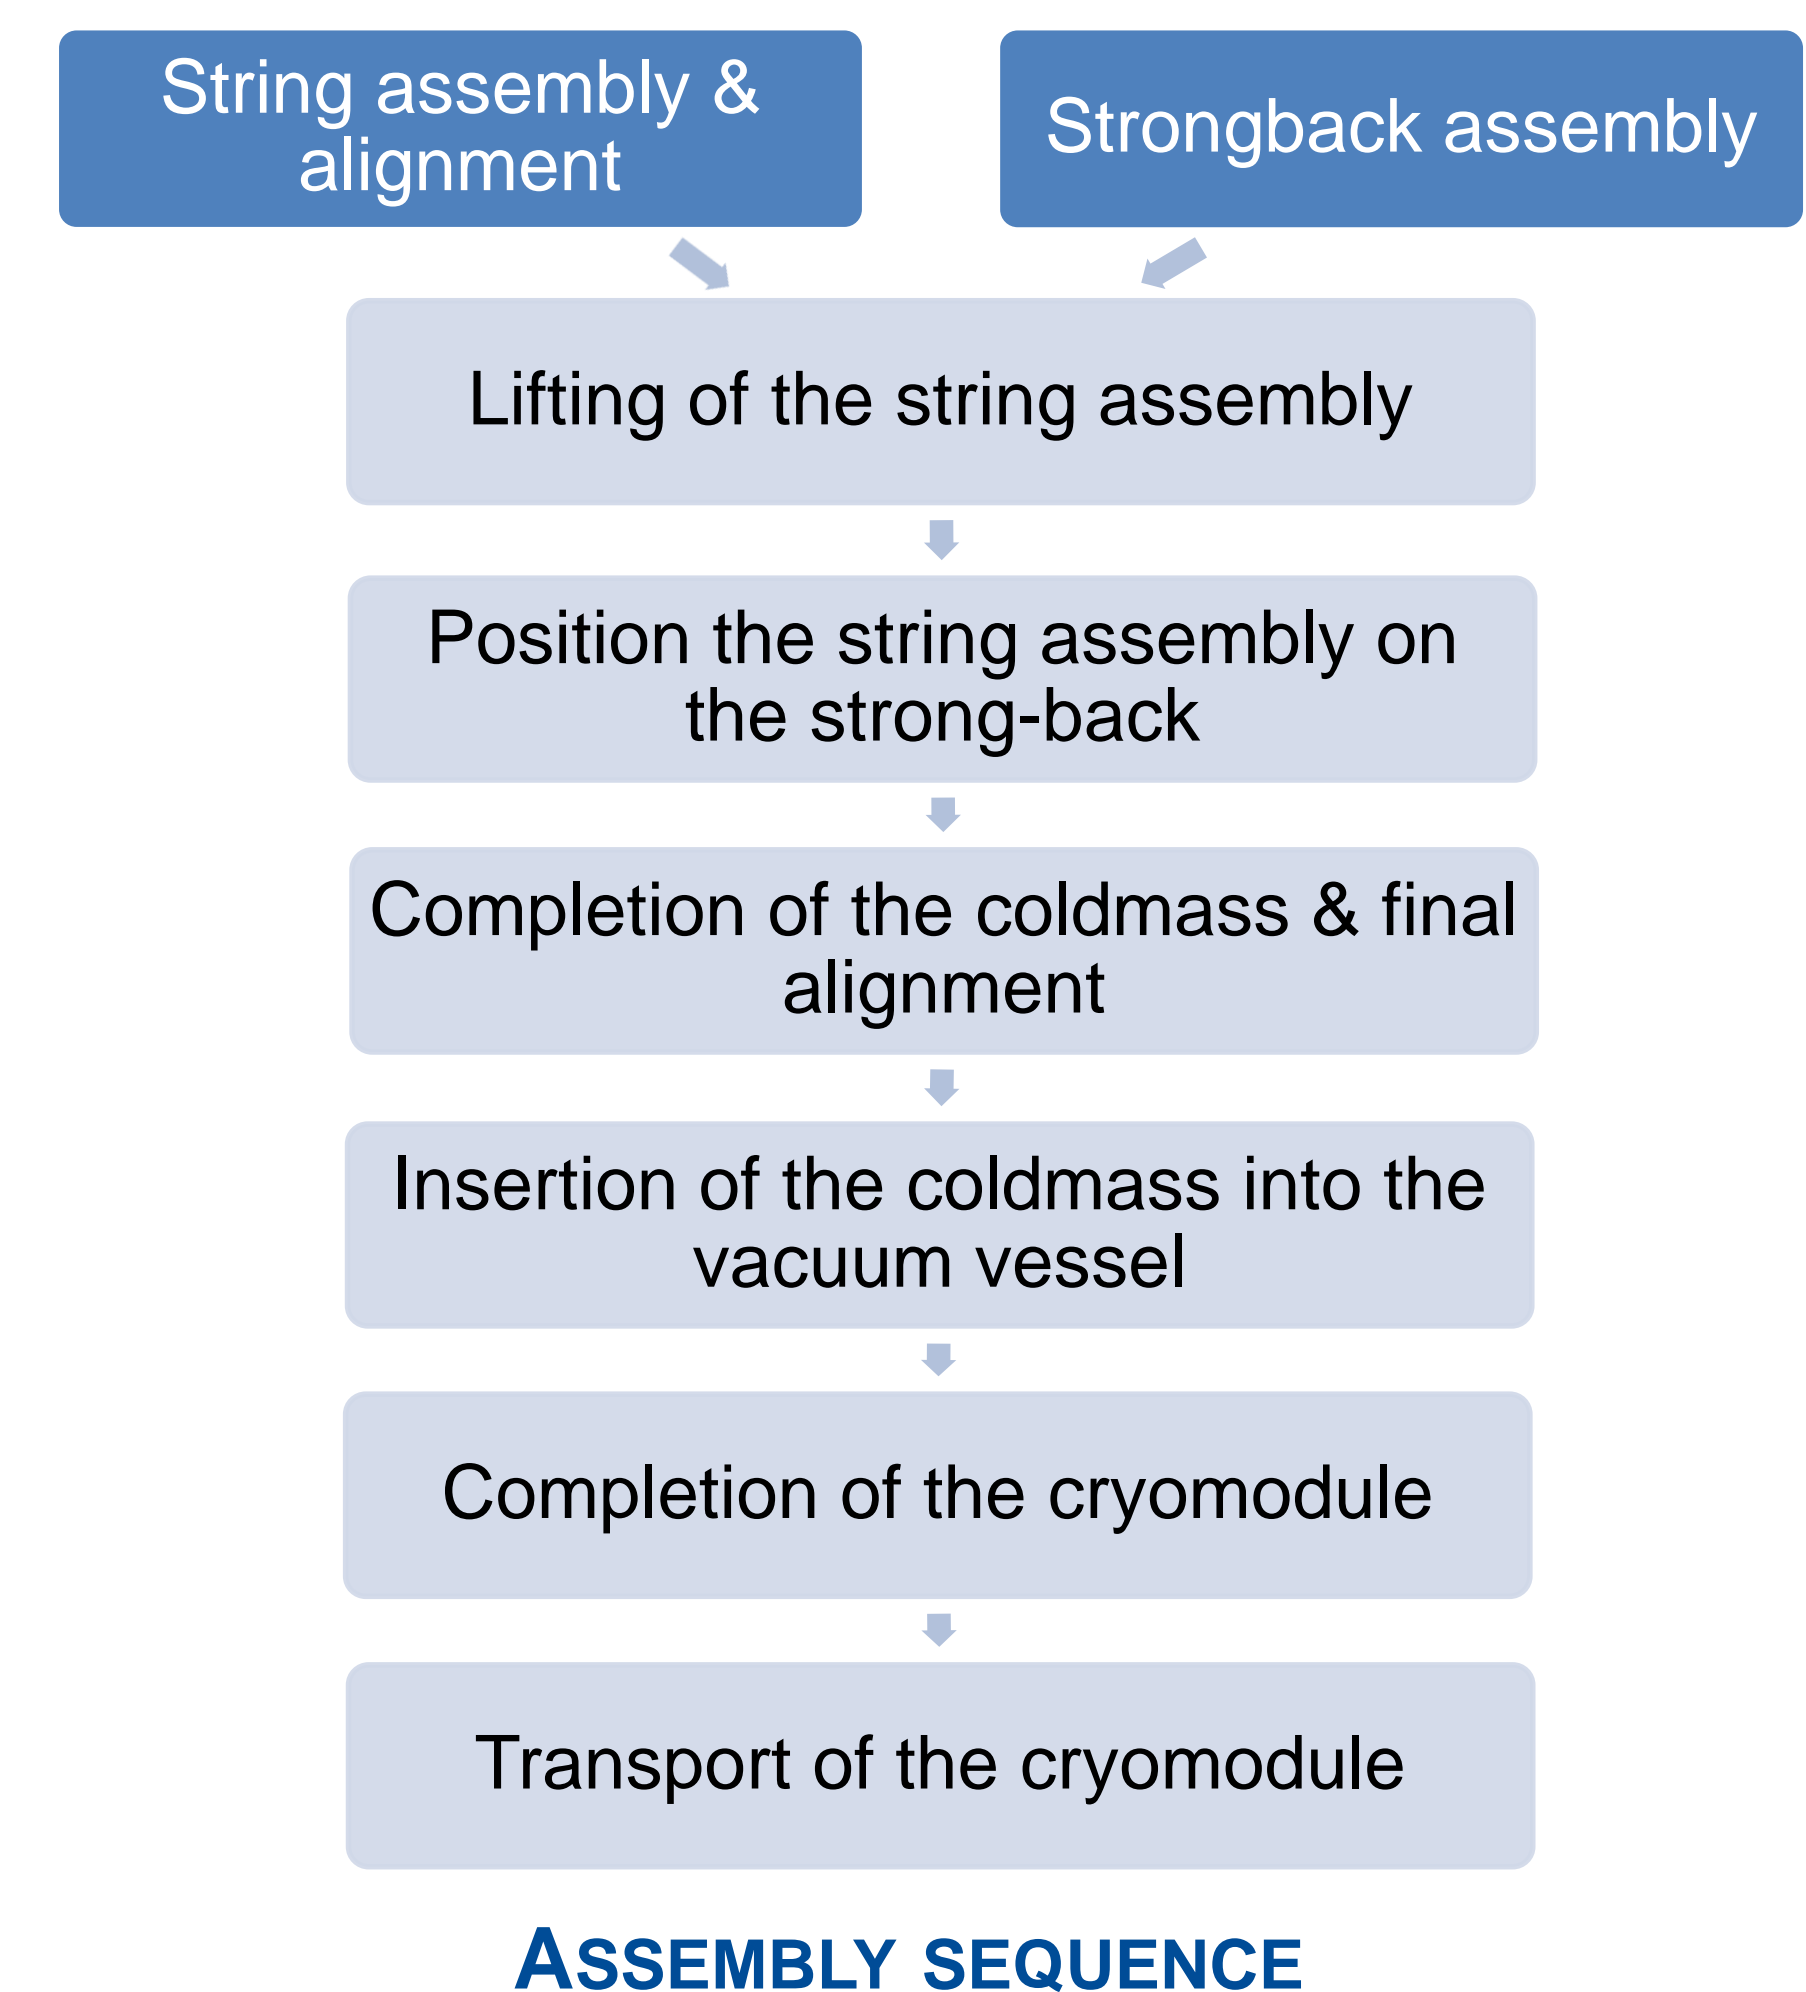 String assembly &
alignment
Strongback assembly
Lifting of the string assembly
Position the string assembly on
the strong-back
Completion of the coldmass & final
alignment
Insertion of the coldmass into the
vacuum vessel
Completion of the cryomodule
Transport of the cryomodule
ASSEMBLY SEQUENCE